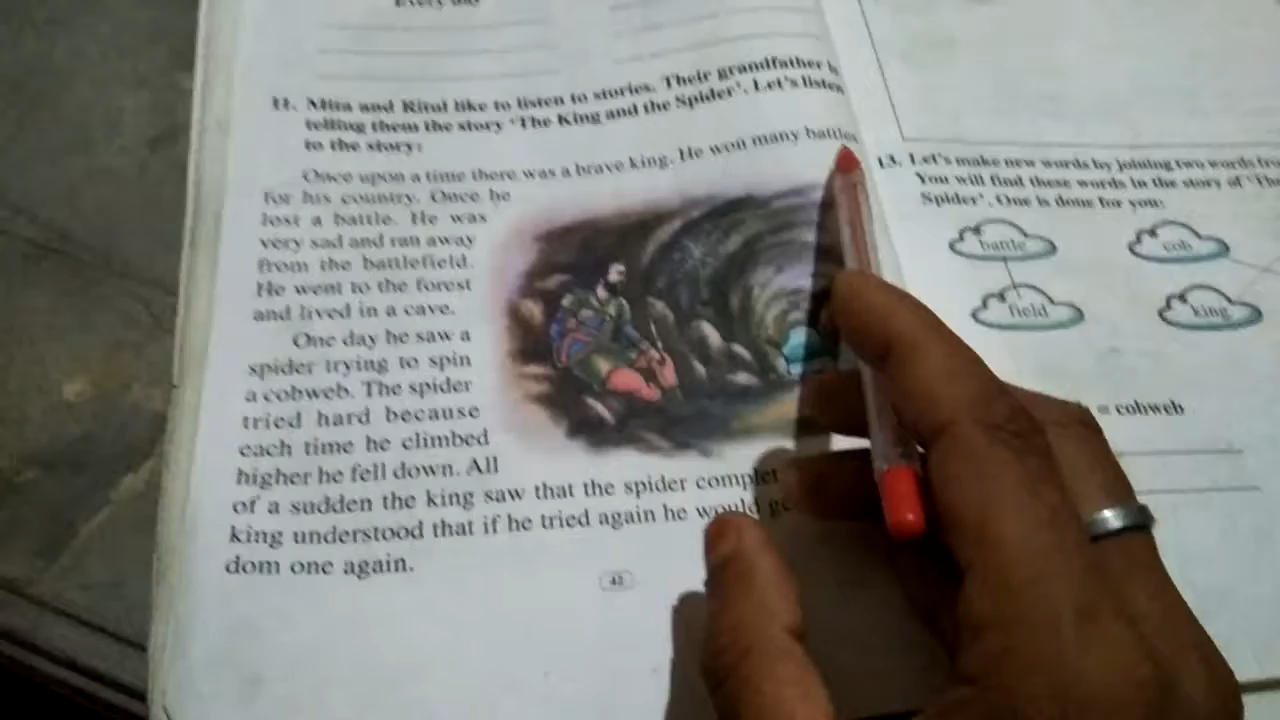 Every day
11. Mita and Ritul like to listen to stories. Their grandfather is
telling them the story 'The King and the Spider'. Let's listen
to the story:
Once upon a time there was a brave king. He won many battles
for his country. Once he
lost a battle. He was
very sad and ran away
from the battlefield.
He went to the forest
and lived in a cave.
One day he saw a
spider trying to spin
a cobweb. The spider
tried hard because
each time he climbed
higher he fell down. All
of a sudden the king saw that the spider complet
king understood that if he tried again he would ge
dom one again.
13. Let's make new words by joining two words
You will find these words in the story of 'The
Spider'. One is done for you:
battle
cob
field
king
= cobweb